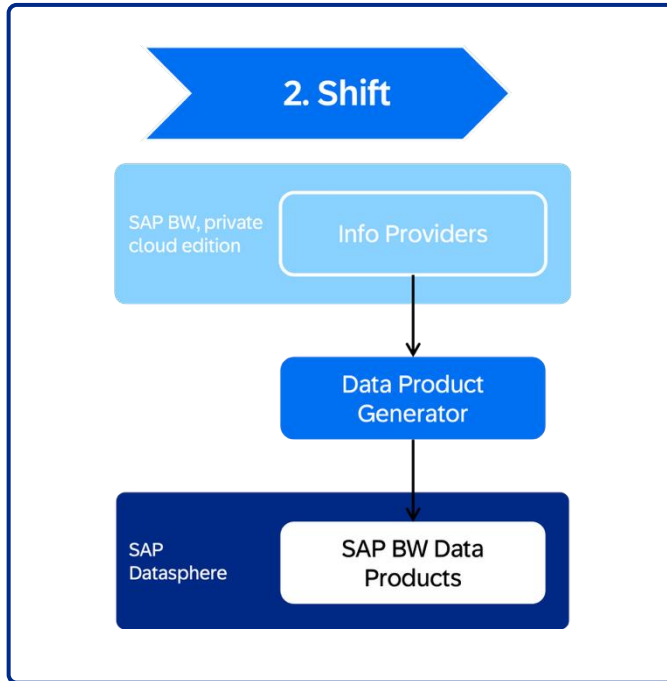 2. Shift
SAP BW, private
cloud edition
Info Providers
Data Product
Generator
SAP
Datasphere
SAP BW Data
Products